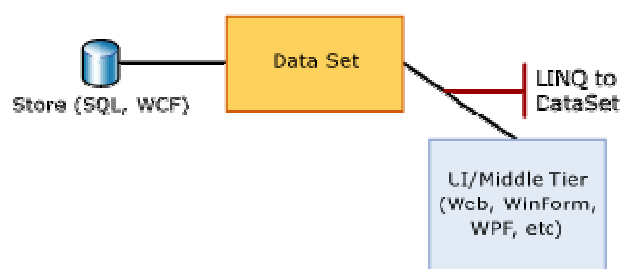 Data Set
Store (SQL, WCF)
LINQ to
DataSet
UI/Middle Tier
(Web, Winform,
WPF, etc)